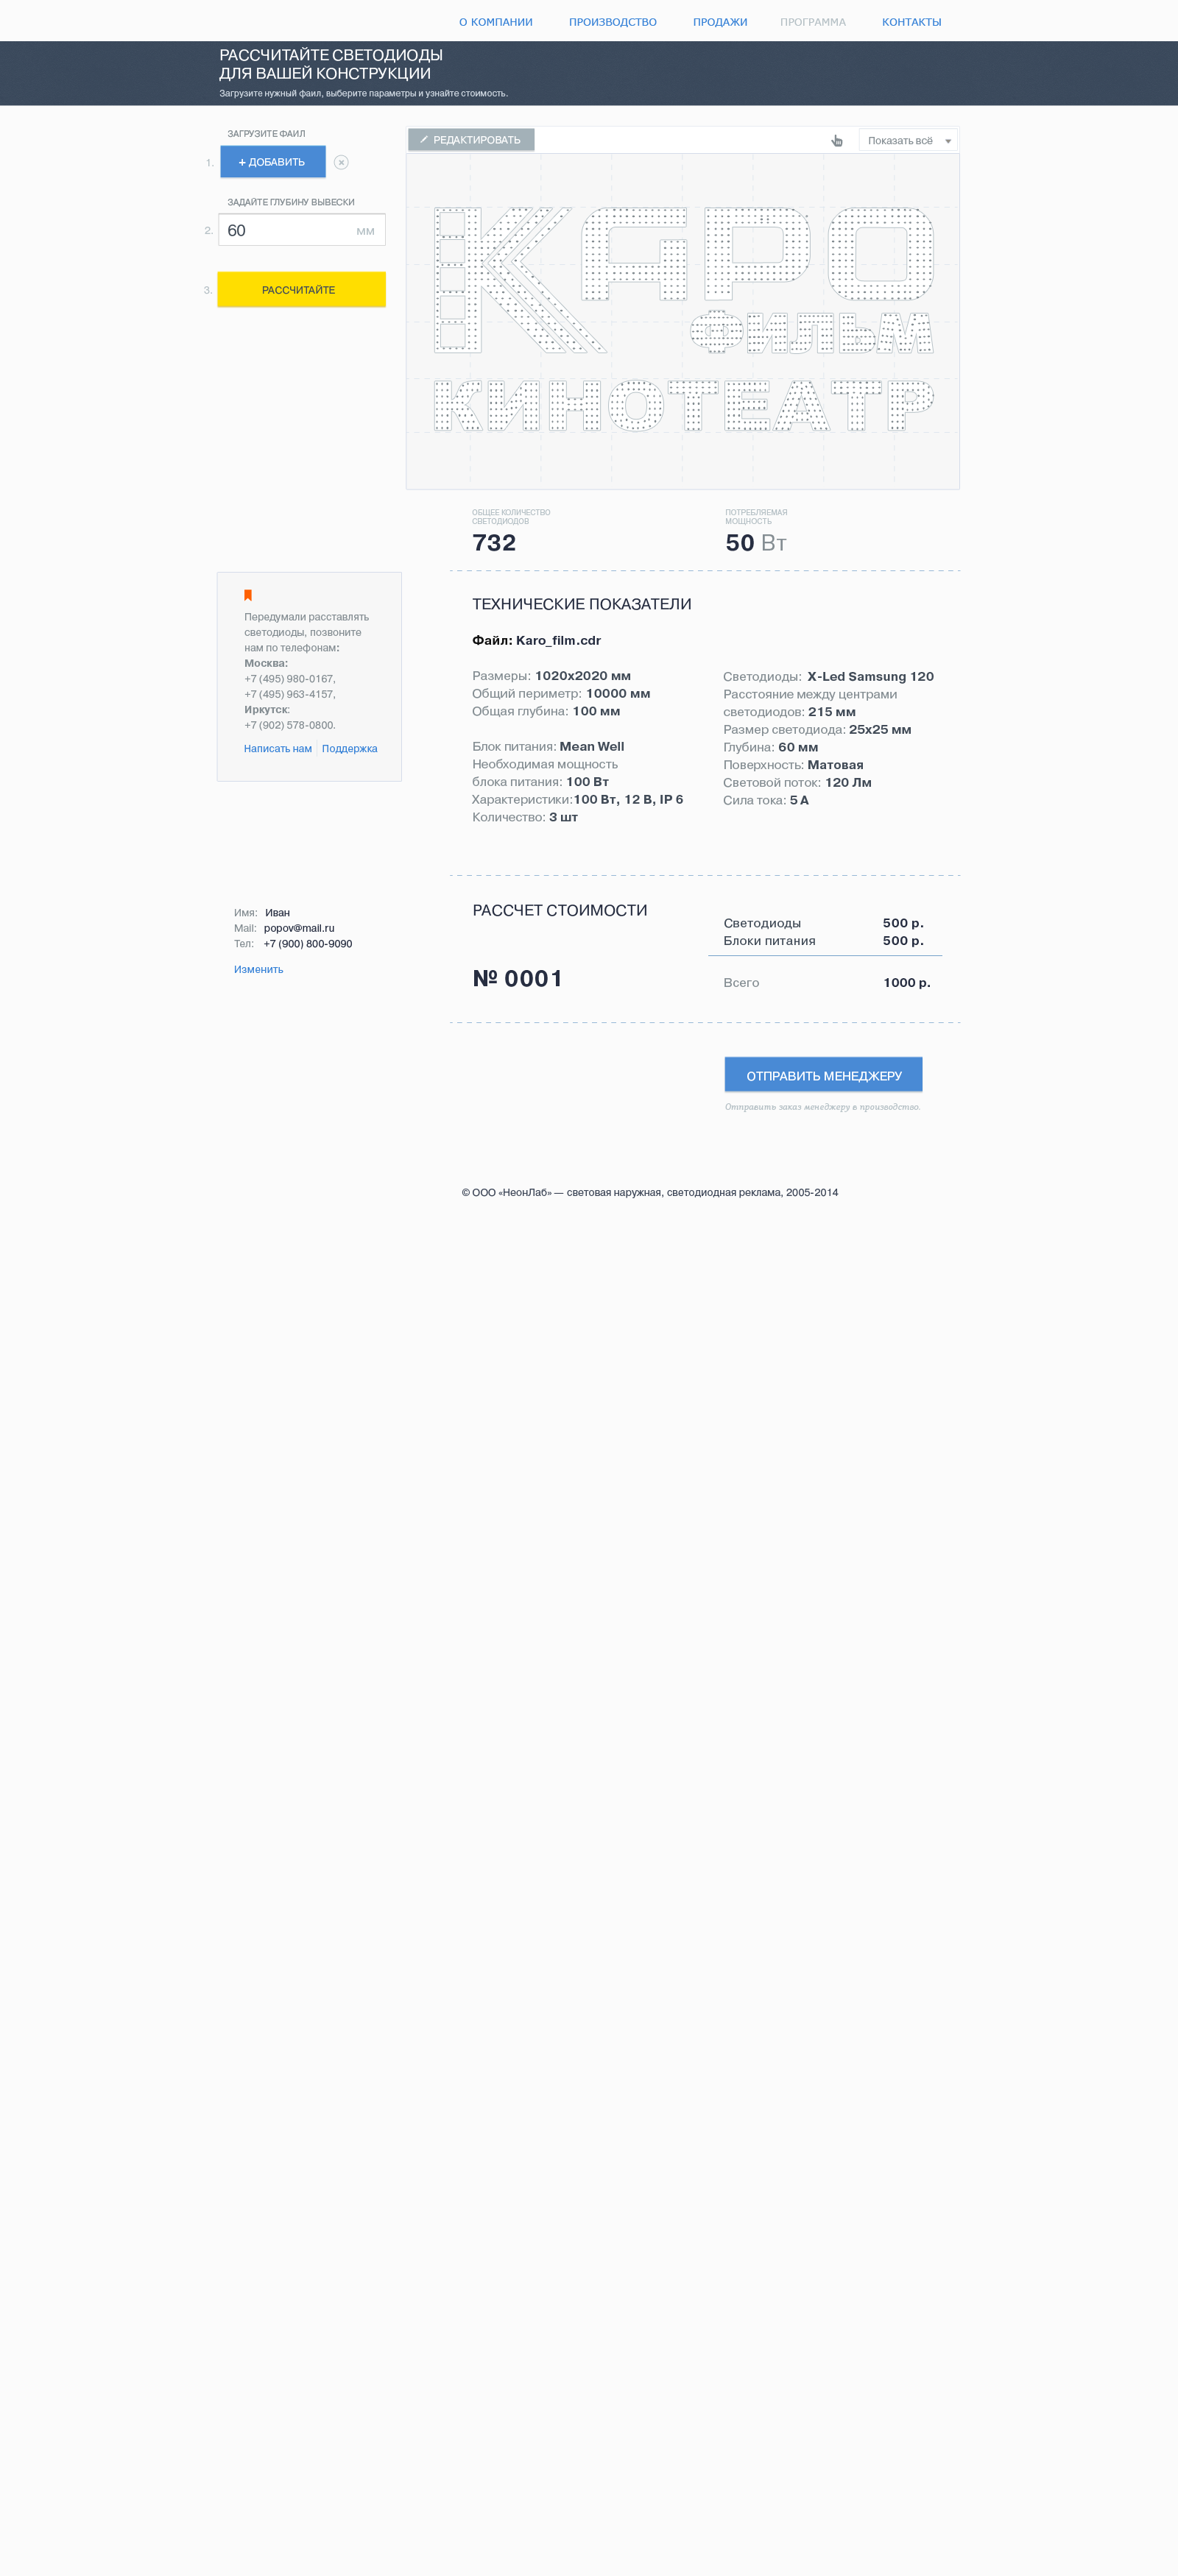 О КОМПАНИИ ПРОИЗВОДСТВО ПРОДАЖИ ПРОГРАММА КОНТАКТЫ
РАССЧИТАЙТЕ СВЕТОДИОДЫ
ДЛЯ ВАШЕЙ КОНСТРУКЦИИ
Загрузите нужный фаил, выберите параметры и узнайте стоимость.
ЗАГРУЗИТЕ ФАИЛ
1. + ДОБАВИТЬ
ЗАДАЙТЕ ГЛУБИНУ ВЫВЕСКИ
2. 60 мм
3. РАССЧИТАЙТЕ
РЕДАКТИРОВАТЬ Показать всё
КАРО
ФИЛЬМ
КИНОТЕАТР
ОБЩЕЕ КОЛИЧЕСТВО
СВЕТОДИОДОВ
732
ПОТРЕБЛЯЕМАЯ
МОЩНОСТЬ
50 Вт
Передумали расставлять
светодиоды, позвоните
нам по телефонам:
Москва:
+7 (495) 980-0167,
+7 (495) 963-4157,
Иркутск:
+7 (902) 578-0800.
Написать нам Поддержка
ТЕХНИЧЕСКИЕ ПОКАЗАТЕЛИ
Файл: Karo_film.cdr
Размеры: 1020х2020 мм
Общий периметр: 10000 мм
Общая глубина: 100 мм
Блок питания: Mean Well
Необходимая мощность
блока питания: 100 Вт
Характеристики:100 Вт, 12 В, IP 6
Количество: 3 шт
Светодиоды: X-Led Samsung 120
Расстояние между центрами
светодиодов: 215 мм
Размер светодиода: 25х25 мм
Глубина: 60 мм
Поверхность: Матовая
Световой поток: 120 Лм
Сила тока: 5 А
Имя: Иван
Mail: popov@mail.ru
Тел: +7 (900) 800-9090
Изменить
РАССЧЕТ СТОИМОСТИ
№ 0001
Светодиоды 500 р.
Блоки питания 500 р.
Всего 1000 р.
ОТПРАВИТЬ МЕНЕДЖЕРУ
Отправить заказ менеджеру в производство.
© ООО «НеонЛаб» — световая наружная, светодиодная реклама, 2005-2014